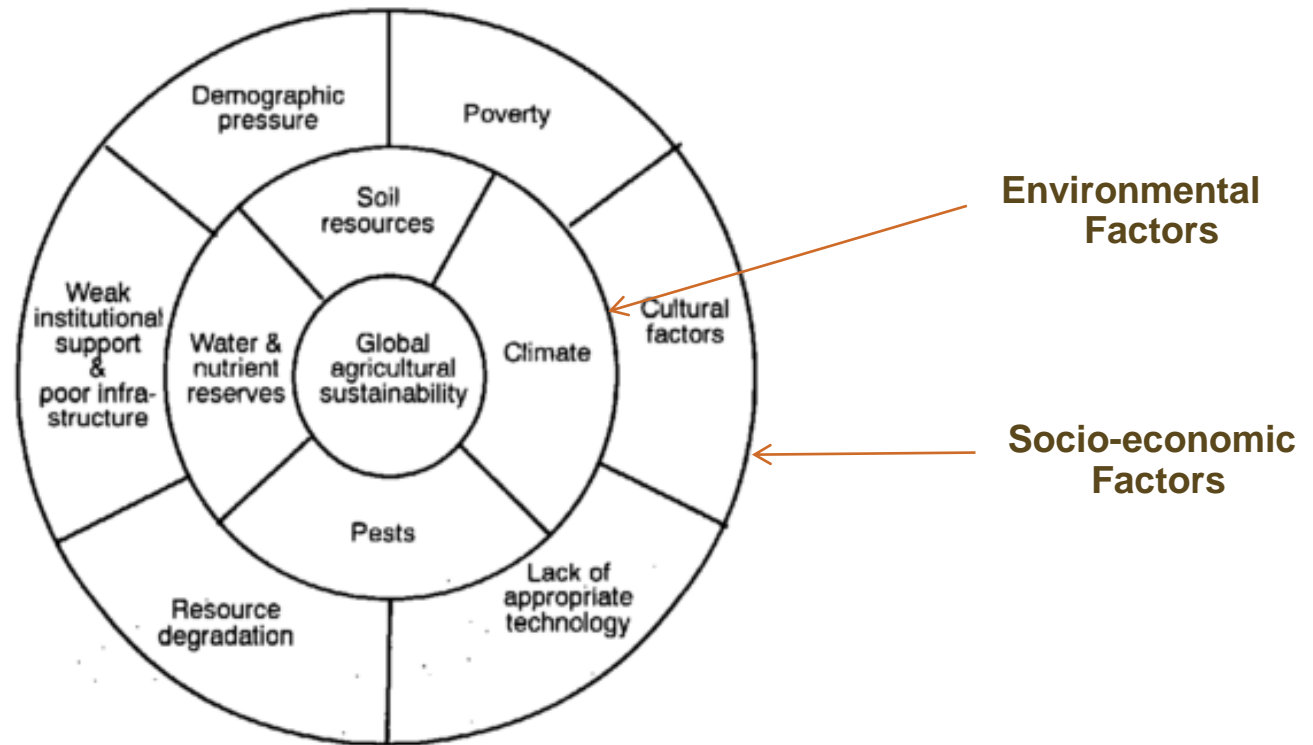 Demographic
pressure
Poverty
Soil
resources
Environmental
Factors
Weak
institutional
support
&
poor infra-
structure
Water &
nutrient
reserves
Global
agricultural
sustainability
Climate
Cultural
factors
Socio-economic
Factors
Pests
Resource
degradation
Lack of
appropriate
technology